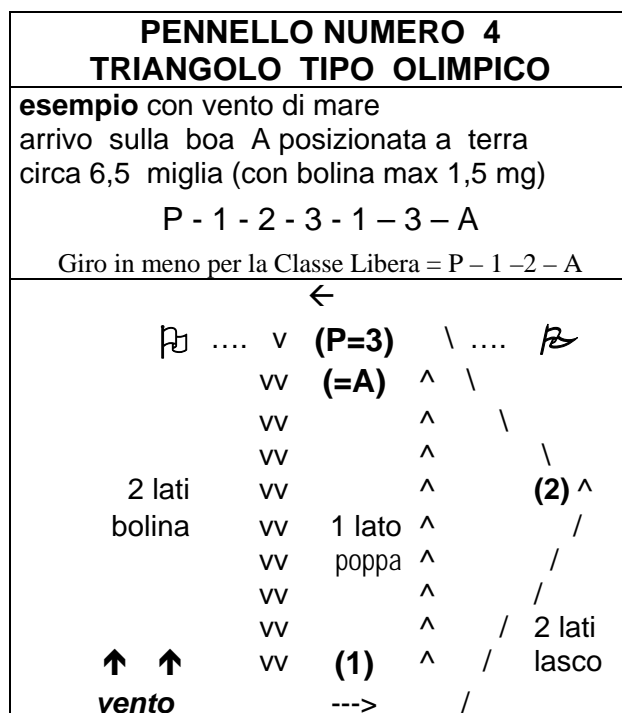 PENNELLO NUMERO 4
TRIANGOLO TIPO OLIMPICO
esempio con vento di mare
arrivo sulla boa A posizionata a terra
circa 6,5 miglia (con bolina max 1,5 mg)
P - 1 - 2 - 3 - 1 – 3 – A
Giro in meno per la Classe Libera = P – 1 –2 – A
←
.... v (P=3) \ ....
vv (=A) ^ \
vv ^ \
vv ^ \
2 lati vv ^ (2) ^
bolina vv 1 lato ^ /
vv poppa ^ /
vv ^ /
vv ^ / 2 lati
↑ ↑ vv (1) ^ / lasco
vento ---> /